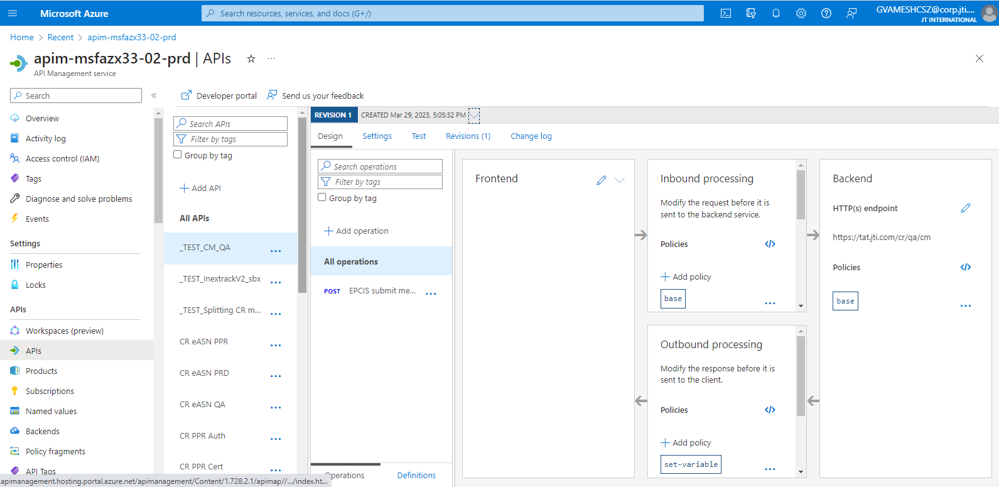 Microsoft Azure
Search resources, services, and docs (G+/)
GVAMESHCSZ@corp.jti....
JT INTERNATIONAL
Home > Recent > apim-msfazx33-02-prd
apim-msfazx33-02-prd | APIs
API Management service
Search
Overview
Activity log
Access control (IAM)
Tags
Diagnose and solve problems
Events
Settings
Properties
Locks
APIs
Workspaces (preview)
APIs
Products
Subscriptions
Named values
Backends
Policy fragments
API Tags
apimanagement.hosting.portal.azure.net/apimanagement/Content/1.728.2.1/apimap//.../index.ht...
Developer portal
Send us your feedback
Search APIs
Filter by tags
Group by tag
Add API
All APIs
_TEST_CM_QA
_TEST_InextrackV2_sbx
_TEST_Splitting CR m...
CR eASN PPR
CR eASN PRD
CR eASN QA
CR PPR Auth
CR PPR Cert
REVISION 1 CREATED Mar 29, 2023, 5:05:32 PM
Design Settings Test Revisions (1) Change log
Search operations
Filter by tags
Group by tag
Add operation
All operations
POST EPCIS submit me...
Operations Definitions
Frontend
Inbound processing
Modify the request before it is
sent to the backend service.
Policies </>
Add policy
base
Outbound processing
Modify the response before it is
sent to the client.
Policies </>
Add policy
set-variable
Backend
HTTP(s) endpoint
https://tat.jti.com/cr/qa/cm
Policies </>
base